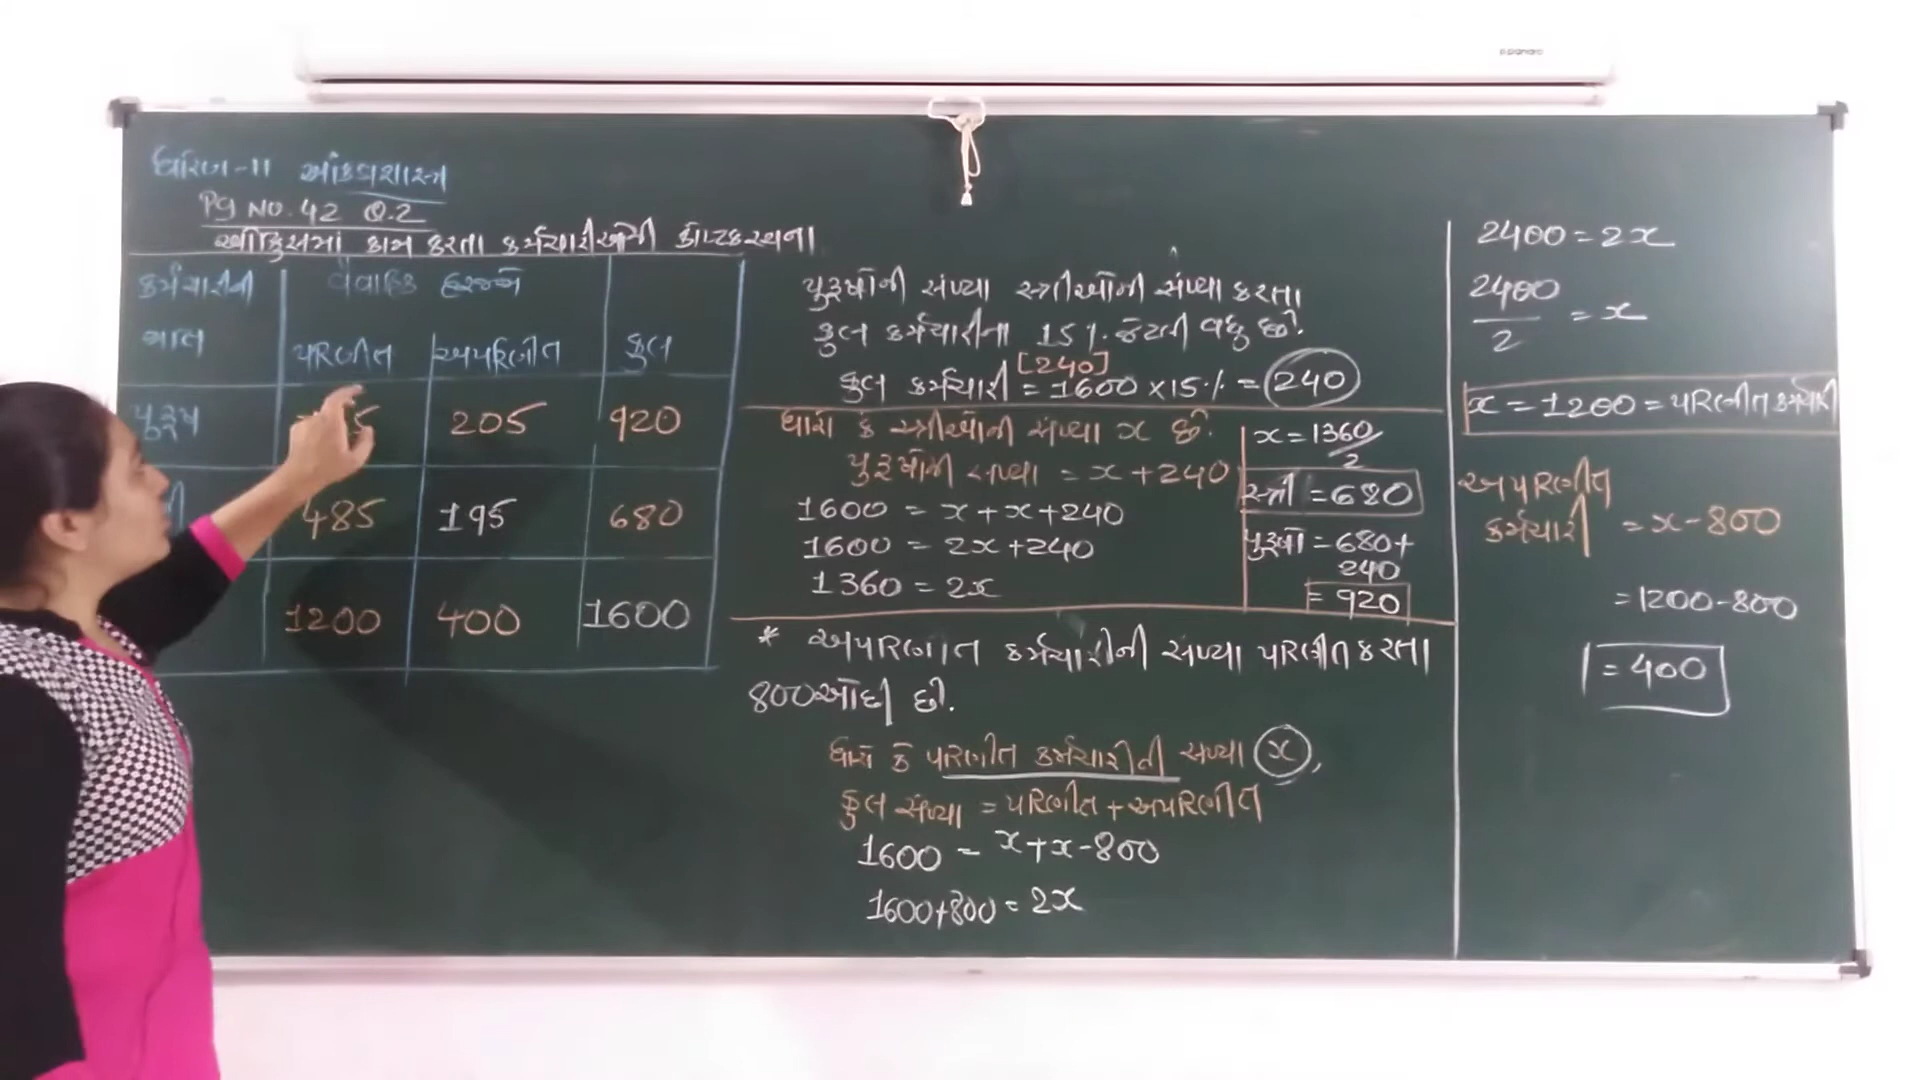 ધોરણ-11 આંકડાશાસ્ત્ર
Pg NO. 42 Q.2
ઓફિસમાં કામ કરતા કર્મચારીઓની કોષ્ટકરચના
કર્મચારીની વૈવાહિક દરજ્જો
જાત પરણીત અપરણીત કુલ
પુરૂષ 205 920
485 195 680
1200 400 1600
પુરૂષોની સંખ્યા સ્ત્રીઓની સંખ્યા કરતા
કુલ કર્મચારીના 15% જેટલી વધુ છે.
[240]
કુલ કર્મચારી = 1600 × 15% = 240
ધારો કે સ્ત્રીઓની સંખ્યા x છે.
પુરૂષોની સંખ્યા = x + 240
1600 = x + x + 240
1600 = 2x + 240
1360 = 2x
x = 1360/2
સ્ત્રી = 680
પુરૂષો = 680 +
240
= 920
* અપરણીત કર્મચારીની સંખ્યા પરણીત કરતા
800 ઓછી છે.
ધારો કે પરણીત કર્મચારીની સંખ્યા x,
કુલ સંખ્યા = પરણીત + અપરણીત
1600 = x + x - 800
1600 + 800 = 2x
2400 = 2x
2400/2 = x
x = 1200 = પરણીત કર્મચારી
અપરણીત
કર્મચારી = x - 800
= 1200 - 800
= 400